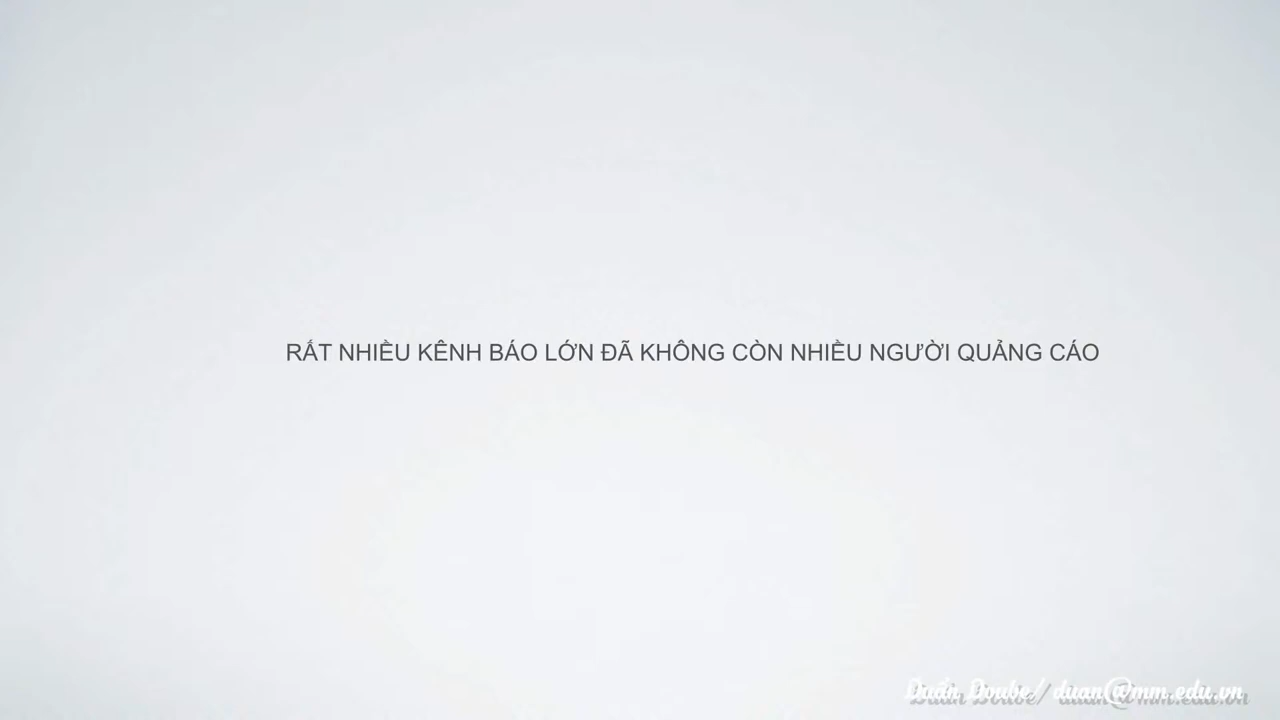 RẤT NHIỀU KÊNH BÁO LỚN ĐÃ KHÔNG CÒN NHIỀU NGƯỜI QUẢNG CÁO
Duẩn Doube/ duan@mm.edu.vn